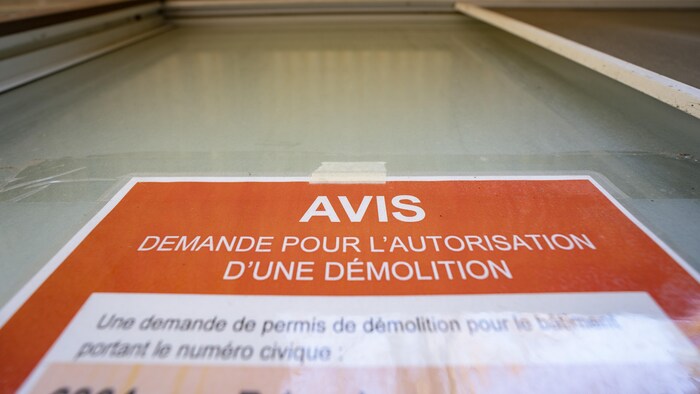 AVIS
DEMANDE POUR L'AUTORISATION
D'UNE DÉMOLITION
Une demande de permis de démolition pour le bâtiment
portant le numéro civique :